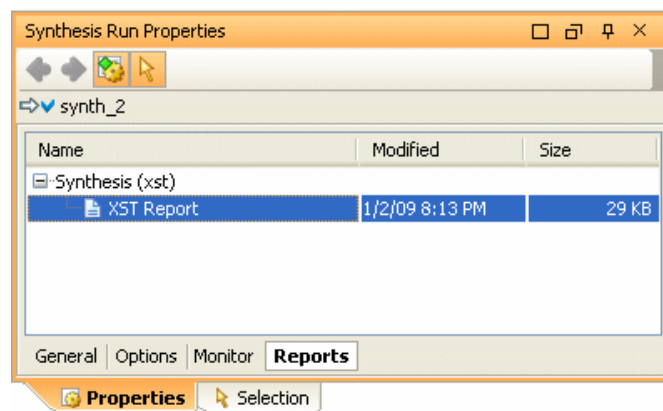 Synthesis Run Properties
synth_2
Name Modified Size
Synthesis (xst)
XST Report 1/2/09 8:13 PM 29 KB
General Options Monitor Reports
Properties Selection